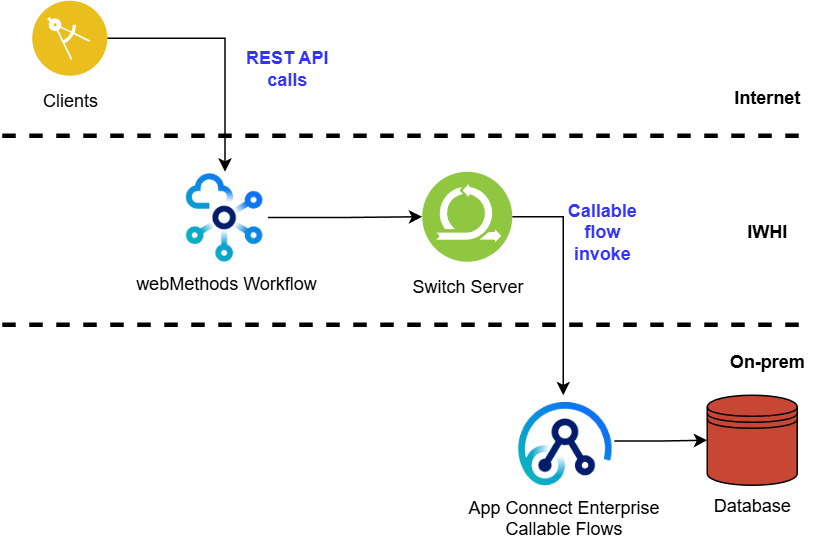 REST API
calls
Clients
Internet
Callable
flow
invoke
IWHI
webMethods Workflow
Switch Server
On-prem
App Connect Enterprise
Callable Flows
Database